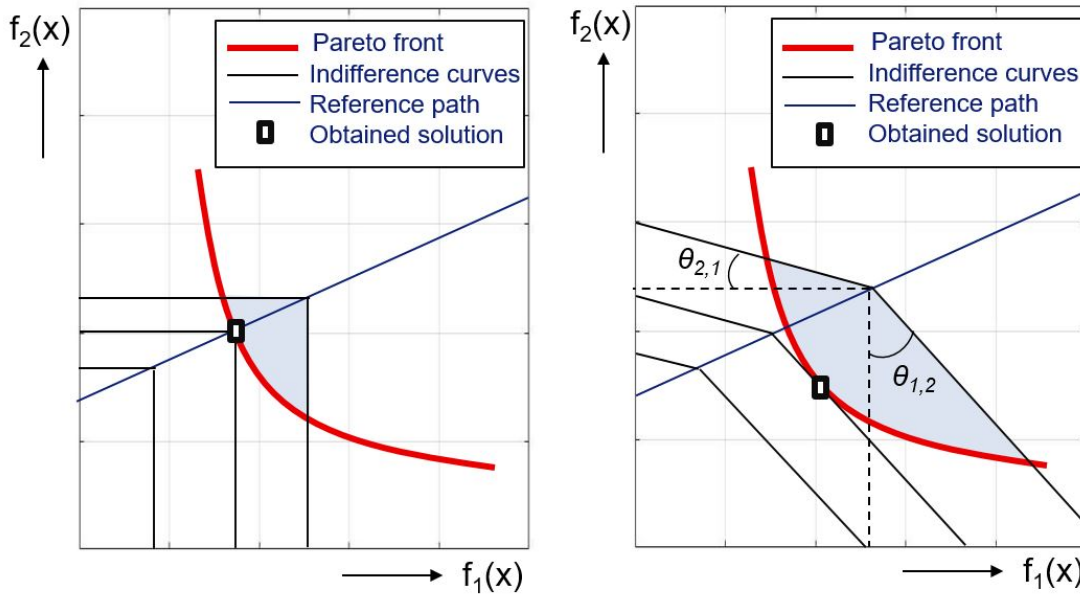 f₂(x)
Pareto front
Indifference curves
Reference path
Obtained solution
f₁(x)
f₂(x)
Pareto front
Indifference curves
Reference path
Obtained solution
θ₂,₁
θ₁,₂
f₁(x)